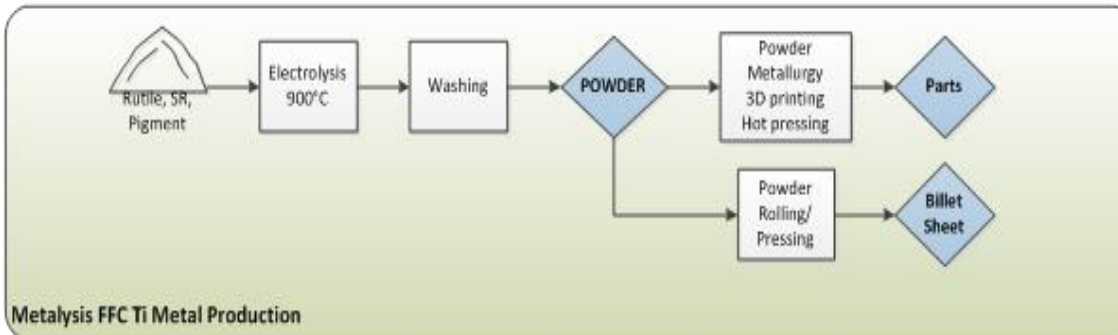 Rutile, SR,
Pigment
Electrolysis
900°C
Washing
POWDER
Powder
Metallurgy
3D printing
Hot pressing
Parts
Powder
Rolling/
Pressing
Billet
Sheet
Metalysis FFC Ti Metal Production